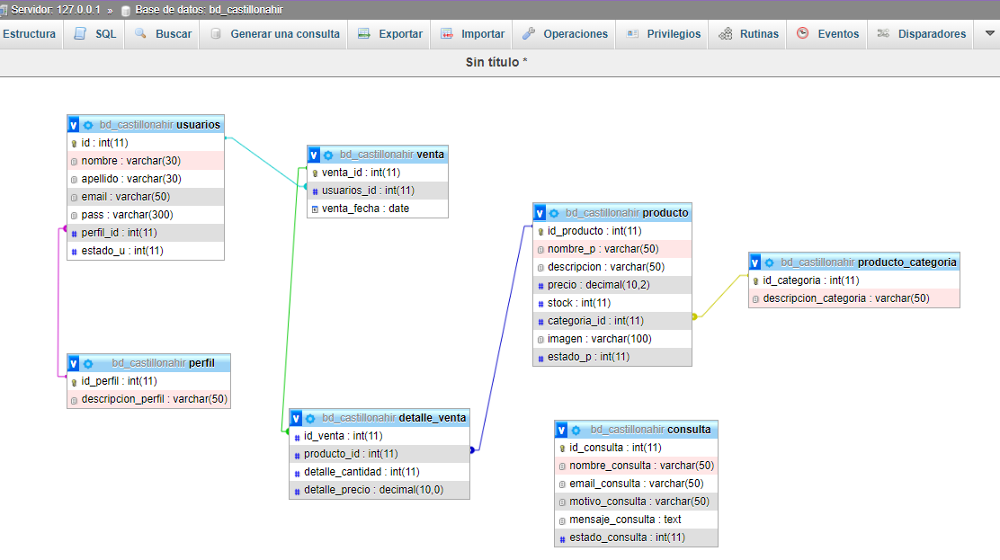 Servidor: 127.0.0.1 » Base de datos: bd_castillonahir
Estructura SQL Buscar Generar una consulta Exportar Importar Operaciones Privilegios Rutinas Eventos Disparadores
Sin título *
v bd_castillonahir usuarios
id : int(11)
nombre : varchar(30)
apellido : varchar(30)
email : varchar(50)
pass : varchar(300)
# perfil_id : int(11)
# estado_u : int(11)
v bd_castillonahir venta
venta_id : int(11)
# usuarios_id : int(11)
venta_fecha : date
v bd_castillonahir producto
id_producto : int(11)
nombre_p : varchar(50)
descripcion : varchar(50)
# precio : decimal(10,2)
# stock : int(11)
# categoria_id : int(11)
imagen : varchar(100)
# estado_p : int(11)
v bd_castillonahir producto_categoria
id_categoria : int(11)
descripcion_categoria : varchar(50)
v bd_castillonahir perfil
id_perfil : int(11)
descripcion_perfil : varchar(50)
v bd_castillonahir detalle_venta
# id_venta : int(11)
# producto_id : int(11)
# detalle_cantidad : int(11)
# detalle_precio : decimal(10,0)
v bd_castillonahir consulta
id_consulta : int(11)
nombre_consulta : varchar(50)
email_consulta : varchar(50)
motivo_consulta : varchar(50)
mensaje_consulta : text
# estado_consulta : int(11)